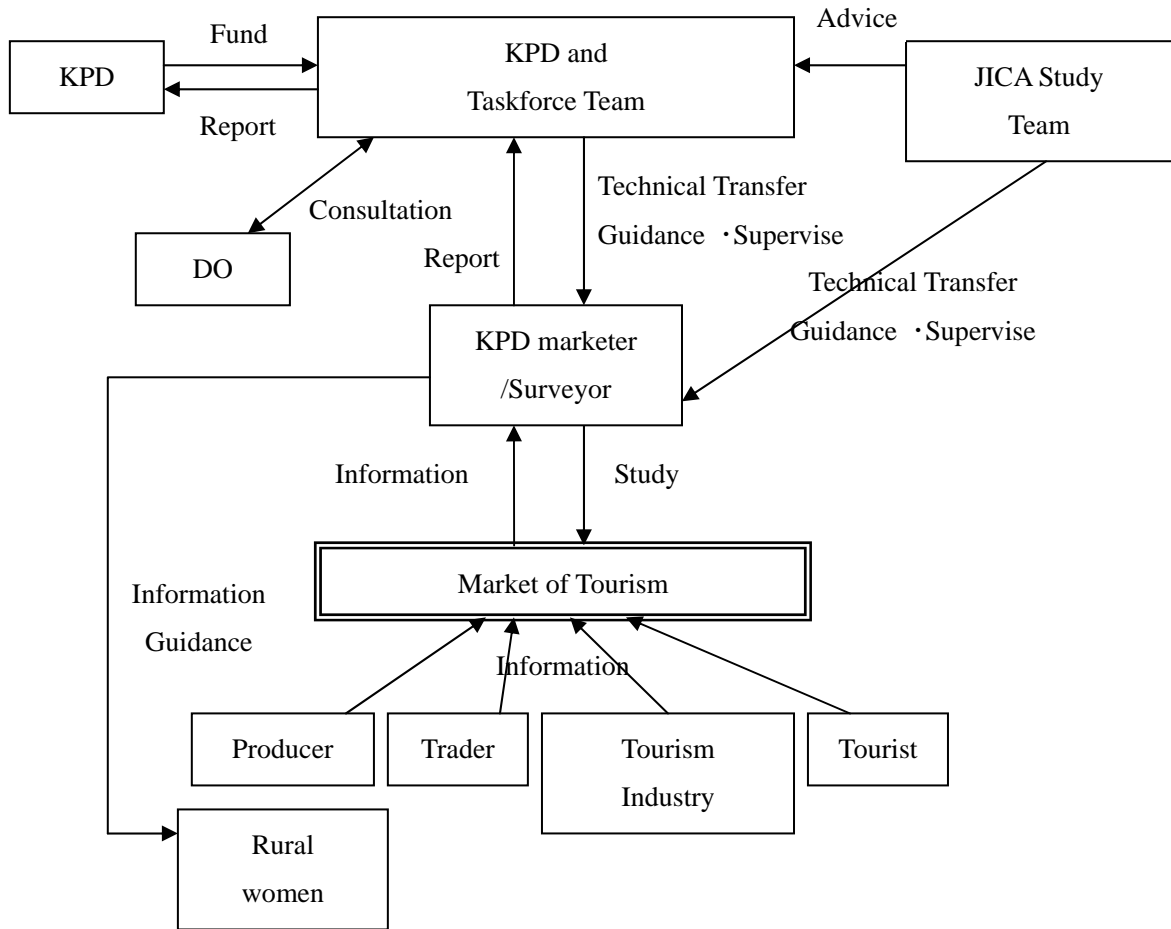 Fund
Advice
KPD
KPD and
Taskforce Team
JICA Study
Team
Report
Consultation
Technical Transfer
Guidance ・Supervise
DO
Report
Technical Transfer
Guidance ・Supervise
KPD marketer
/Surveyor
Information
Study
Market of Tourism
Information
Guidance
Information
Producer
Trader
Tourism
Industry
Tourist
Rural
women